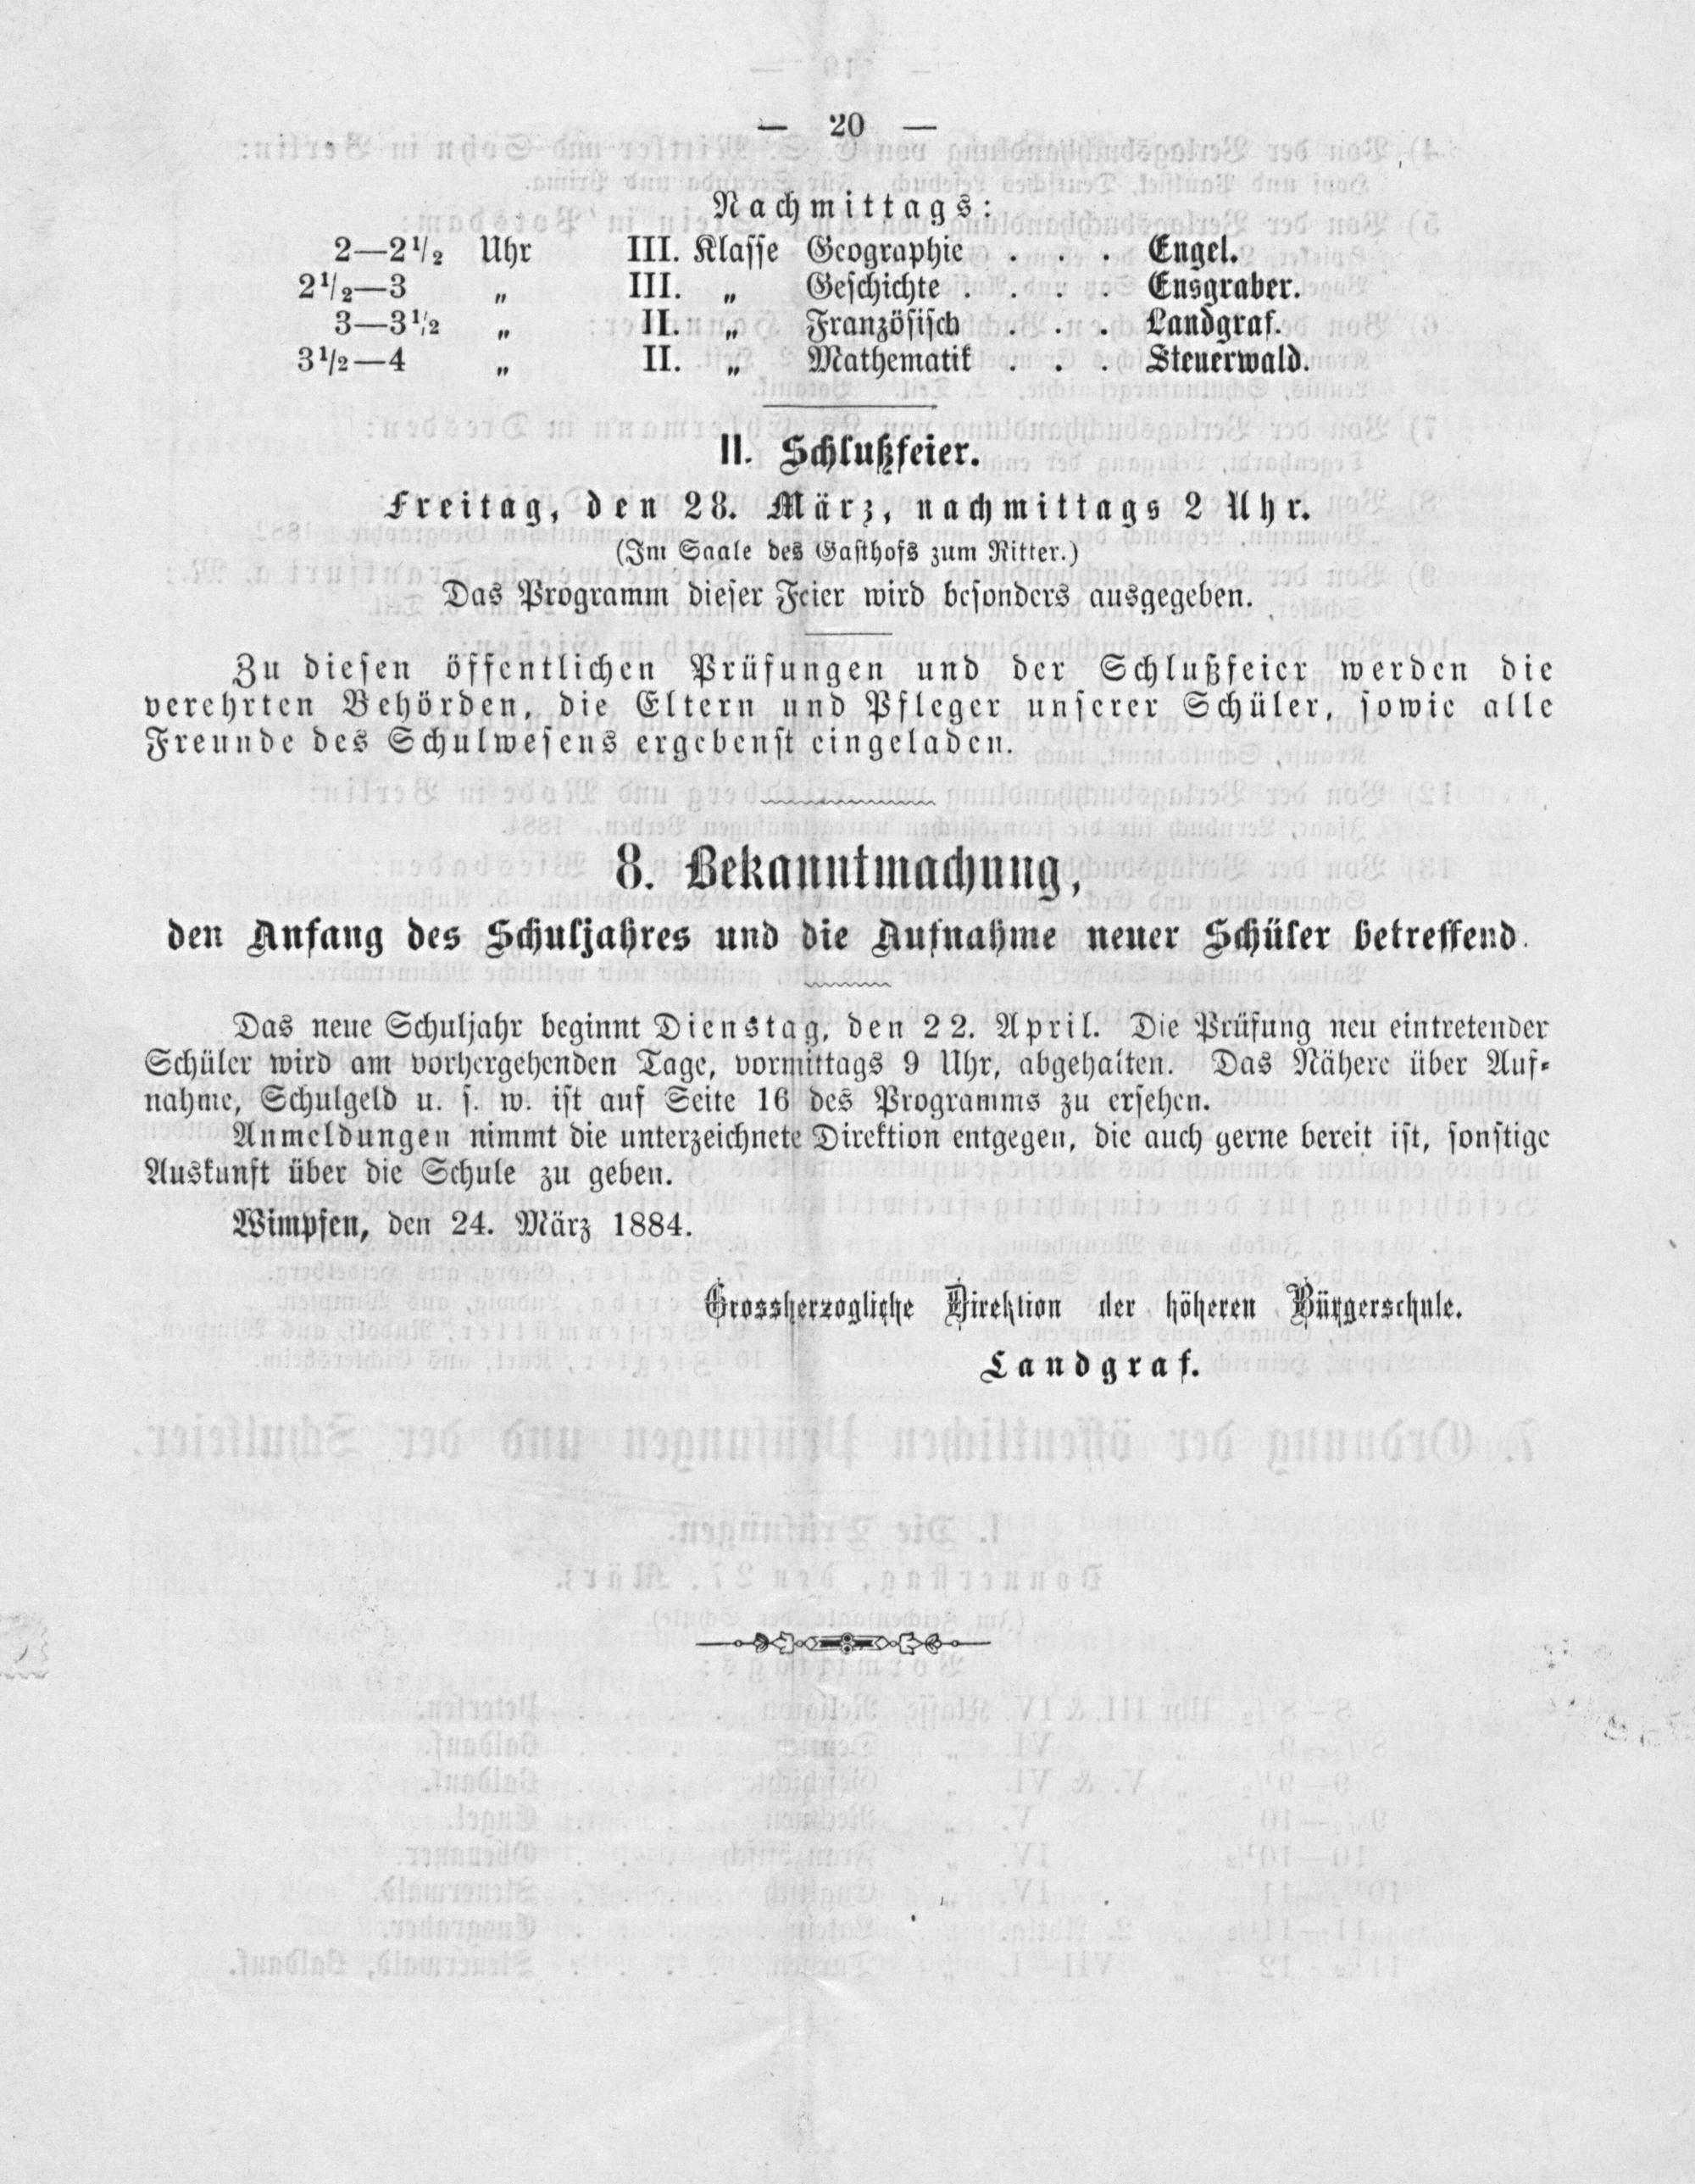 — 20 —
Nachmittags:
2—2½ Uhr III. Klasse Geographie . . . Engel.
2½—3 „ III. „ Geschichte . . . . Ensgraber.
3—3½ „ II. „ Französisch . . . Landgraf.
3½—4 „ II. „ Mathematik . . . Steuerwald.
II. Schlußfeier.
Freitag, den 28. März, nachmittags 2 Uhr.
(Im Saale des Gasthofs zum Ritter.)
Das Programm dieser Feier wird besonders ausgegeben.
Zu diesen öffentlichen Prüfungen und der Schlußfeier werden die
verehrten Behörden, die Eltern und Pfleger unserer Schüler, sowie alle
Freunde des Schulwesens ergebenst eingeladen.
8. Bekanntmachung,
den Anfang des Schuljahres und die Aufnahme neuer Schüler betreffend.
Das neue Schuljahr beginnt Dienstag, den 22. April. Die Prüfung neu eintretender
Schüler wird am vorhergehenden Tage, vormittags 9 Uhr, abgehalten. Das Nähere über Auf-
nahme, Schulgeld u. s. w. ist auf Seite 16 des Programms zu ersehen.
Anmeldungen nimmt die unterzeichnete Direktion entgegen, die auch gerne bereit ist, sonstige
Auskunft über die Schule zu geben.
Wimpfen, den 24. März 1884.
Grossherzogliche Direktion der höheren Bürgerschule.
Landgraf.